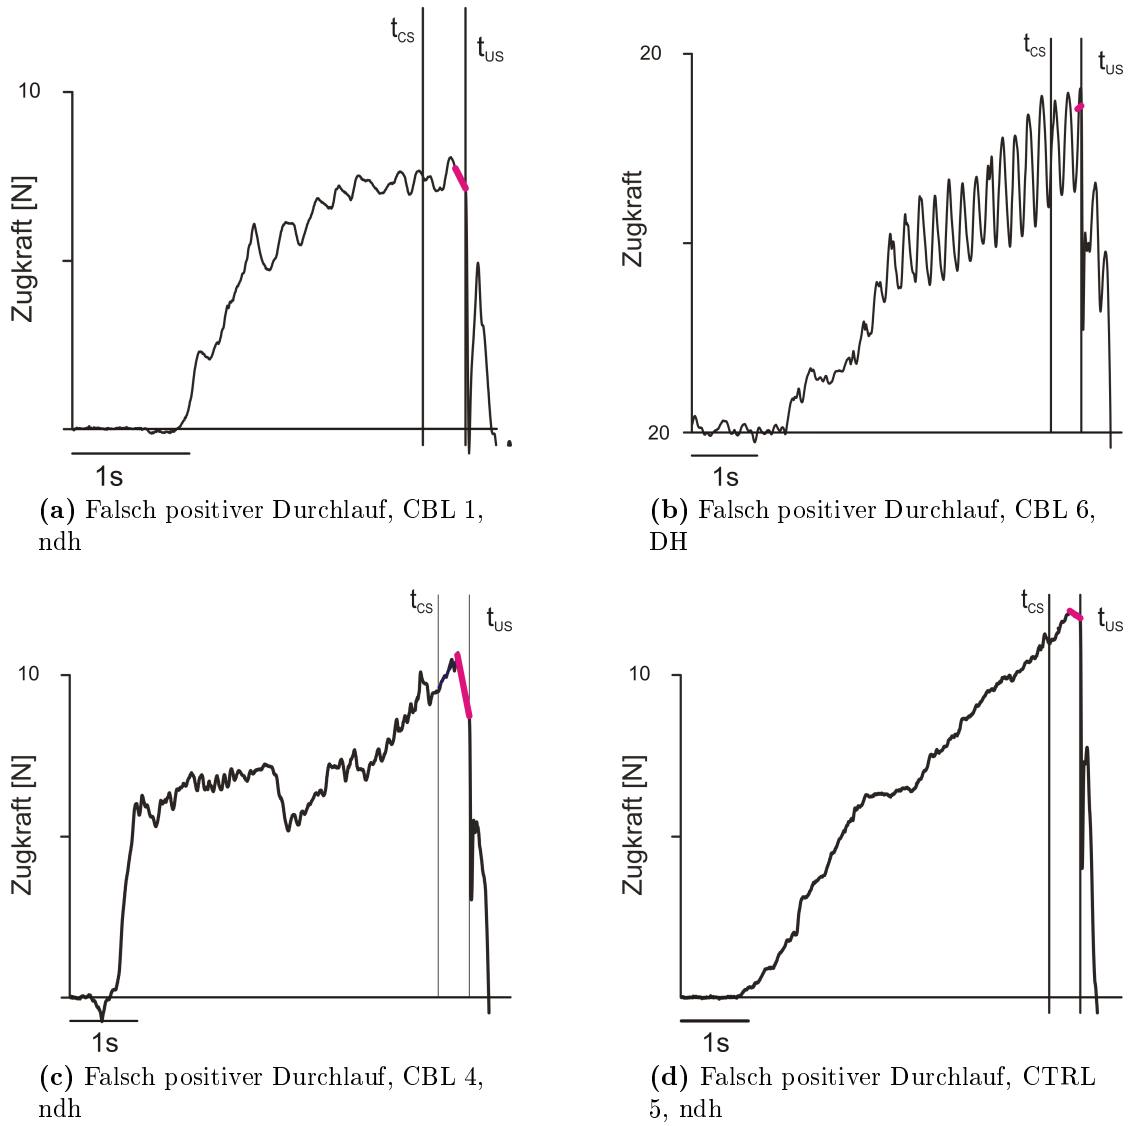 t_CS
t_US
10
Zugkraft [N]
1s
(a) Falsch positiver Durchlauf, CBL 1,
ndh
t_CS
t_US
20
Zugkraft
20
1s
(b) Falsch positiver Durchlauf, CBL 6,
DH
t_CS
t_US
10
Zugkraft [N]
1s
(c) Falsch positiver Durchlauf, CBL 4,
ndh
t_CS
t_US
10
Zugkraft [N]
1s
(d) Falsch positiver Durchlauf, CTRL
5, ndh